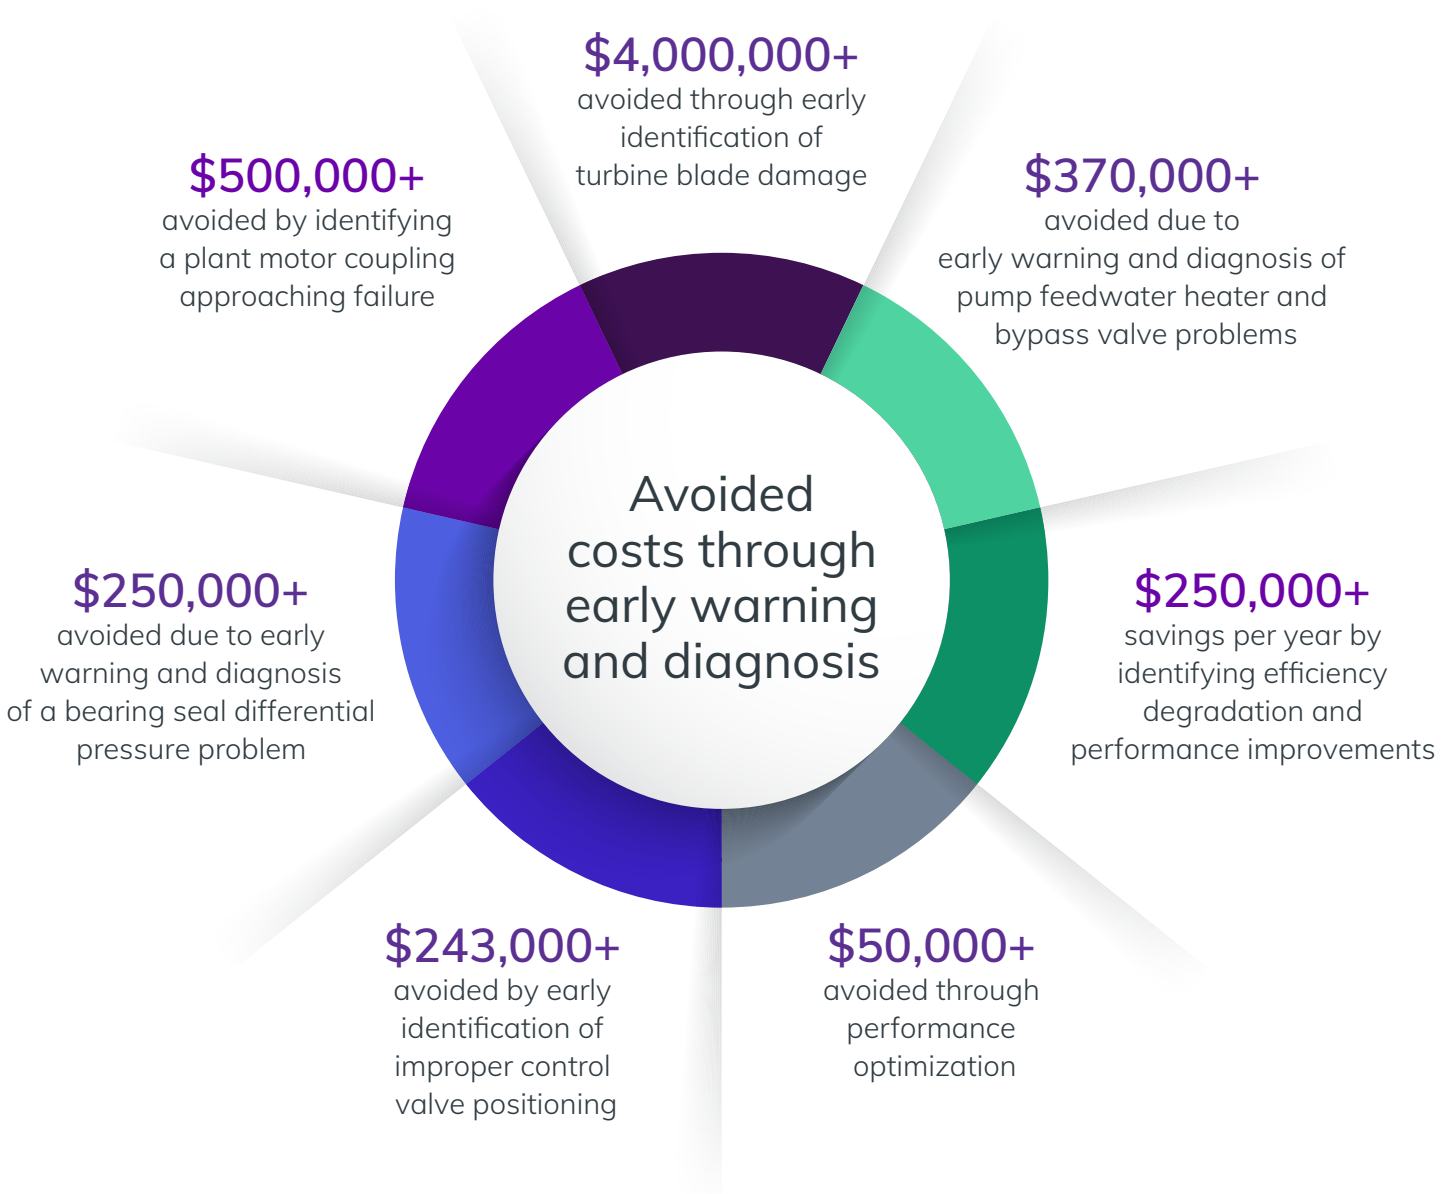 $4,000,000+
avoided through early
identification of
turbine blade damage
$370,000+
avoided due to
early warning and diagnosis of
pump feedwater heater and
bypass valve problems
$250,000+
savings per year by
identifying efficiency
degradation and
performance improvements
$50,000+
avoided through
performance
optimization
$243,000+
avoided by early
identification of
improper control
valve positioning
$250,000+
avoided due to early
warning and diagnosis
of a bearing seal differential
pressure problem
$500,000+
avoided by identifying
a plant motor coupling
approaching failure
Avoided
costs through
early warning
and diagnosis